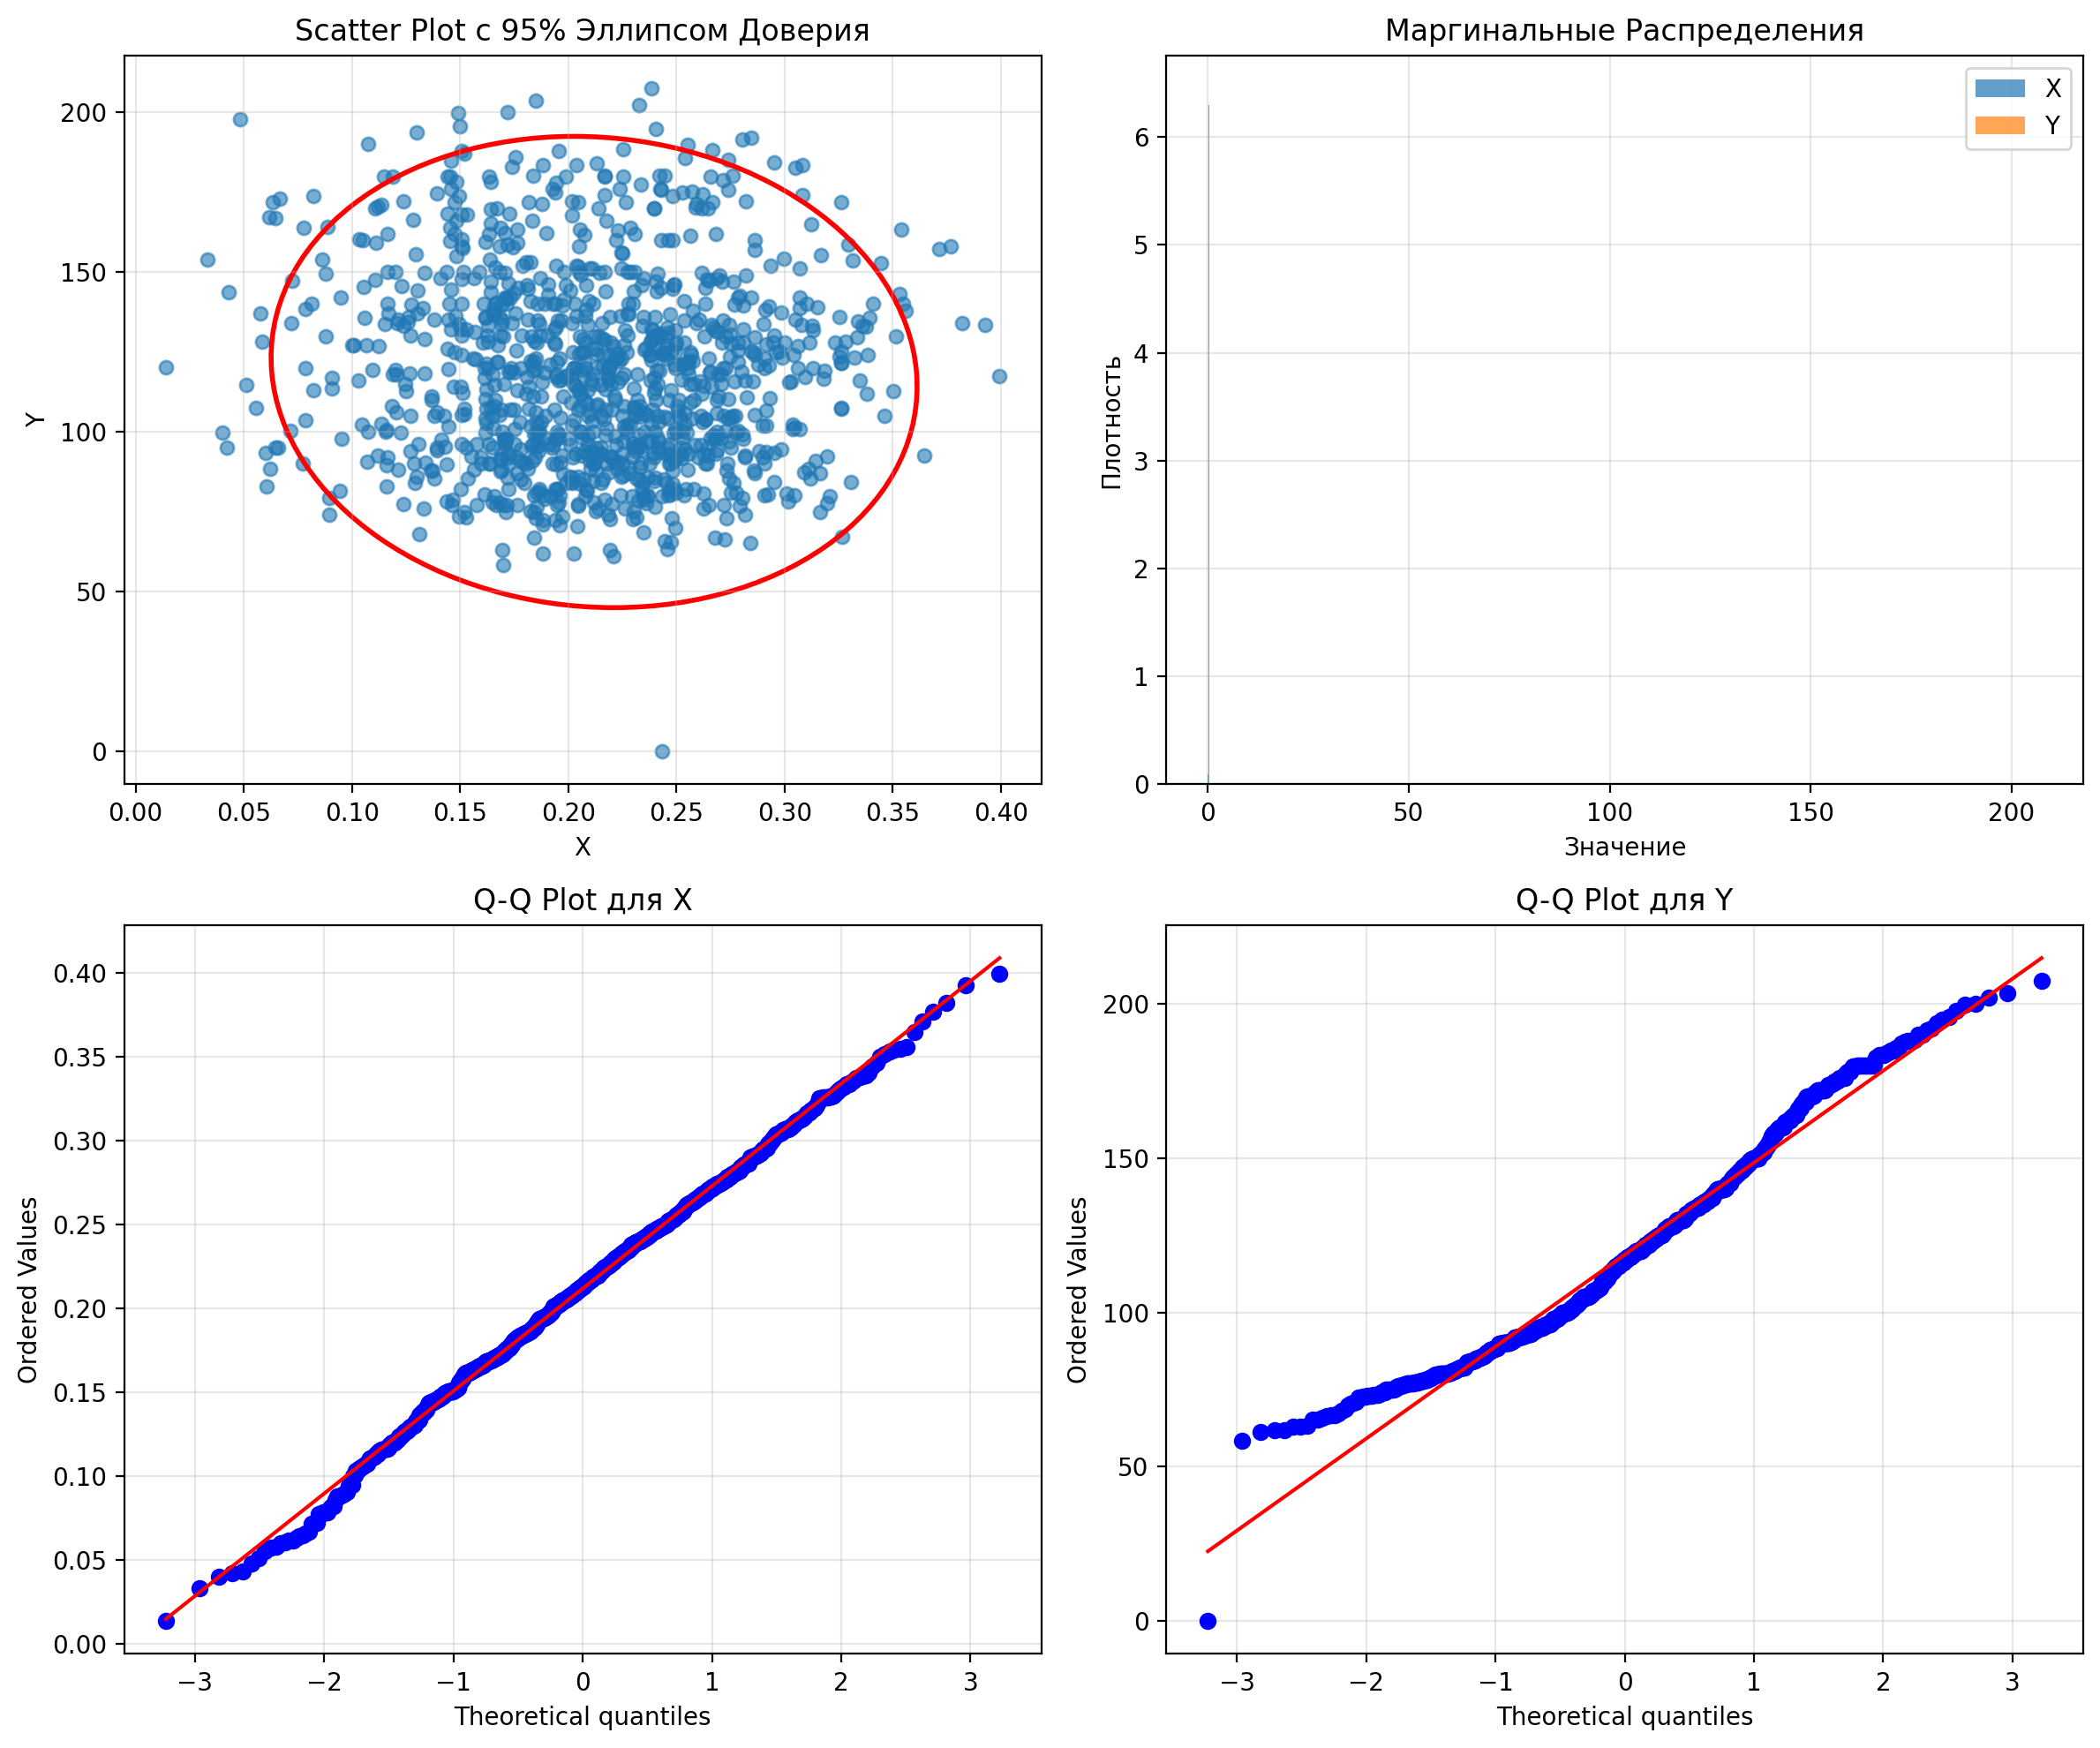 Scatter Plot с 95% Эллипсом Доверия
200
150
100
50
0
Y
0.00 0.05 0.10 0.15 0.20 0.25 0.30 0.35 0.40
X
Маргинальные Распределения
X
Y
6
5
4
3
2
1
0
Плотность
0 50 100 150 200
Значение
Q-Q Plot для X
0.40
0.35
0.30
0.25
0.20
0.15
0.10
0.05
0.00
Ordered Values
−3 −2 −1 0 1 2 3
Theoretical quantiles
Q-Q Plot для Y
200
150
100
50
0
Ordered Values
−3 −2 −1 0 1 2 3
Theoretical quantiles